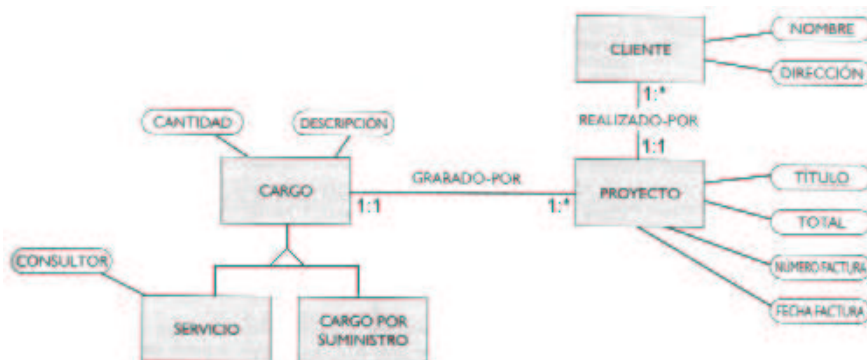 NOMBRE
CLIENTE
DIRECCIÓN
1:*
CANTIDAD
DESCRIPCIÓN
REALIZADO-POR
1:1
CARGO
GRABADO-POR
PROYECTO
TÍTULO
1:1
1:*
TOTAL
CONSULTOR
NÚMERO FACTURA
SERVICIO
CARGO POR
SUMINISTRO
FECHA FACTURA